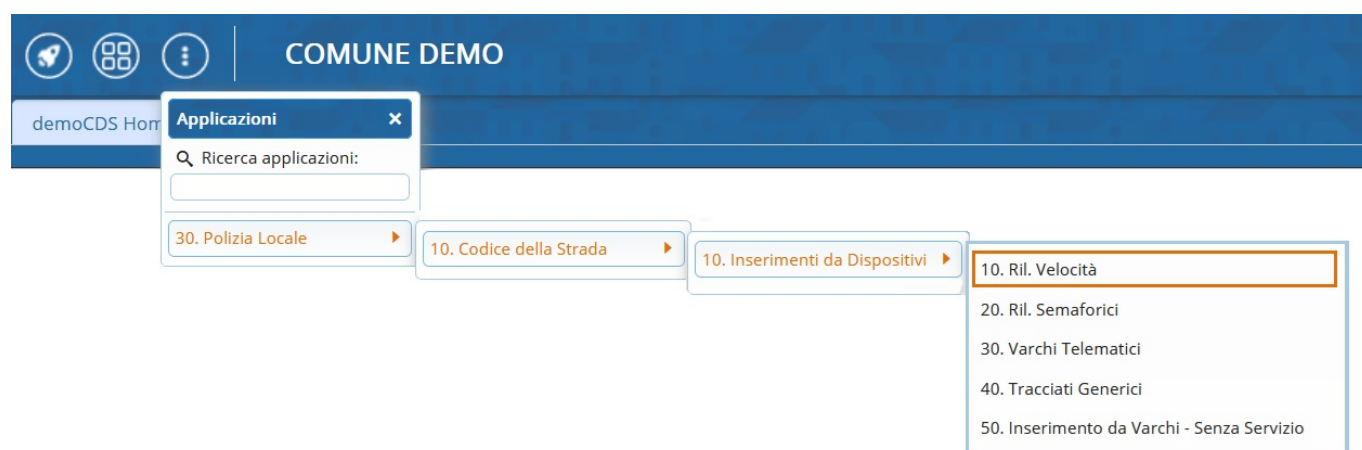 COMUNE DEMO
demoCDS Hom
Applicazioni
Ricerca applicazioni:
30. Polizia Locale
10. Codice della Strada
10. Inserimenti da Dispositivi
10. Ril. Velocità
20. Ril. Semaforici
30. Varchi Telematici
40. Tracciati Generici
50. Inserimento da Varchi - Senza Servizio